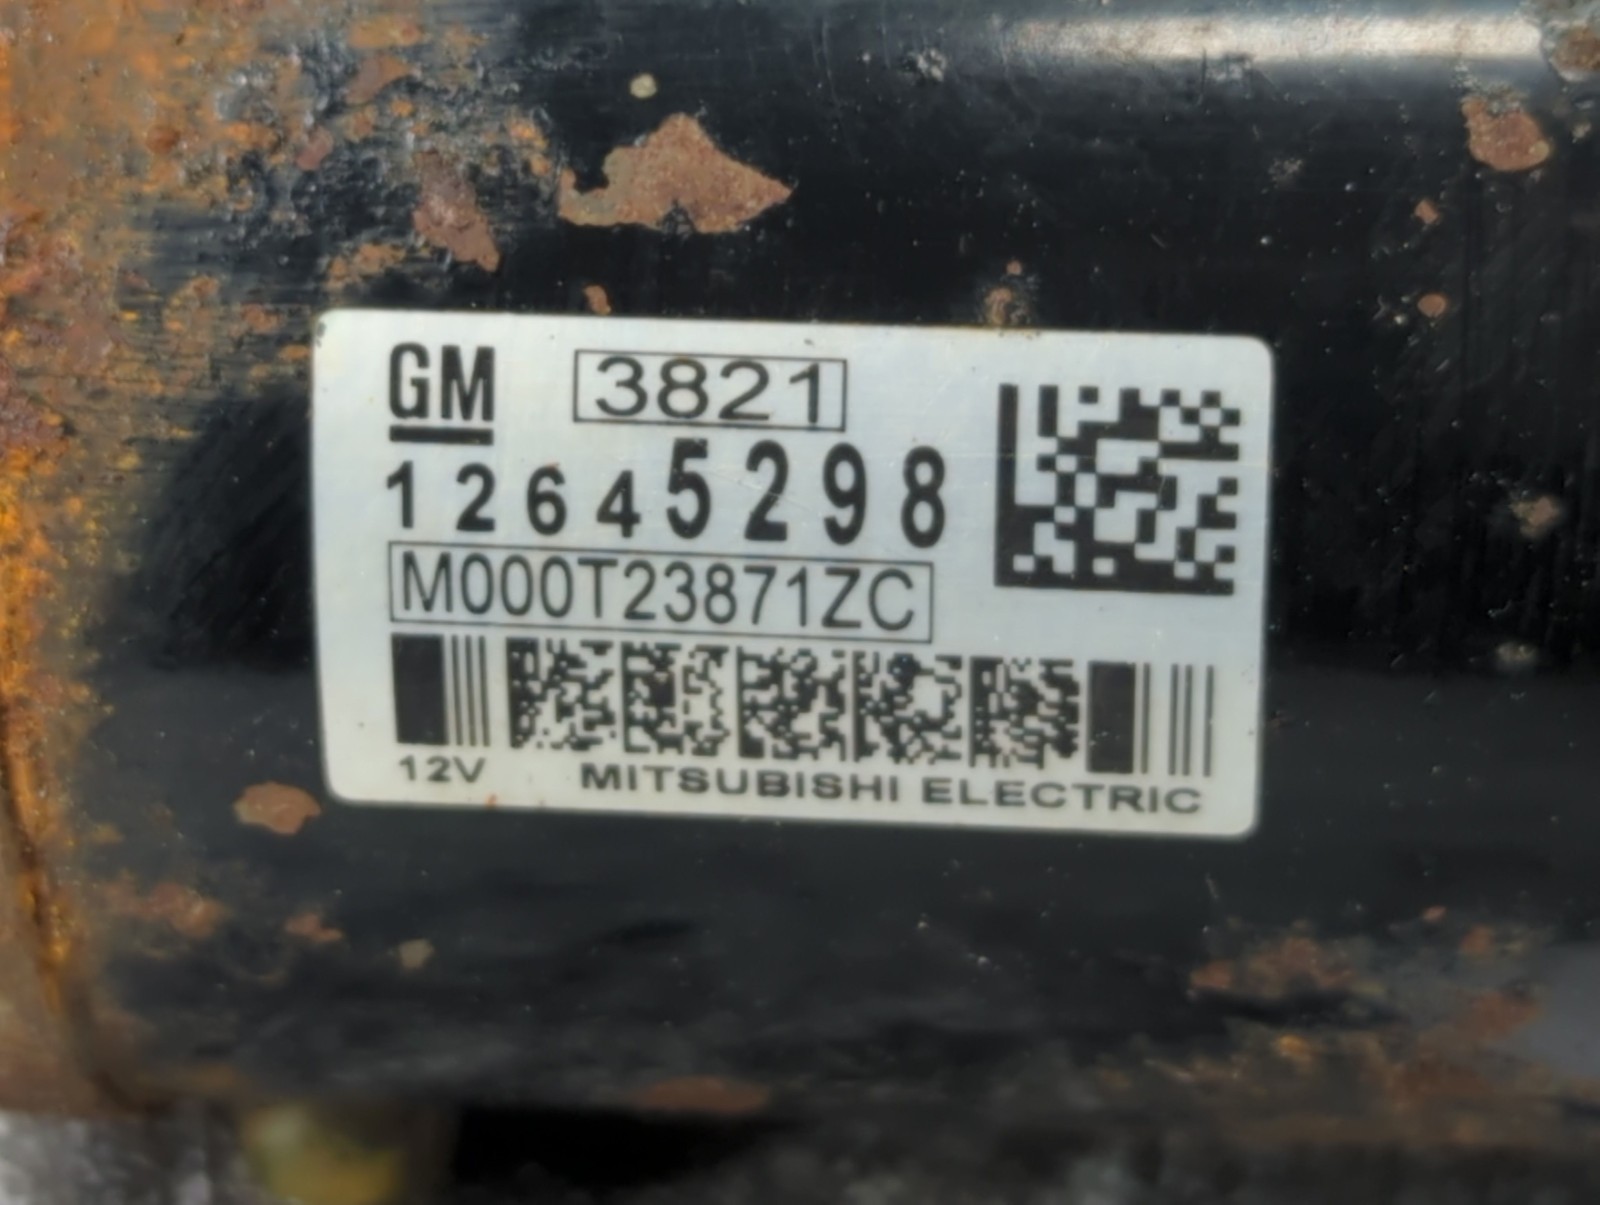 GM 3821
12645298
M000T23871ZC
12V MITSUBISHI ELECTRIC